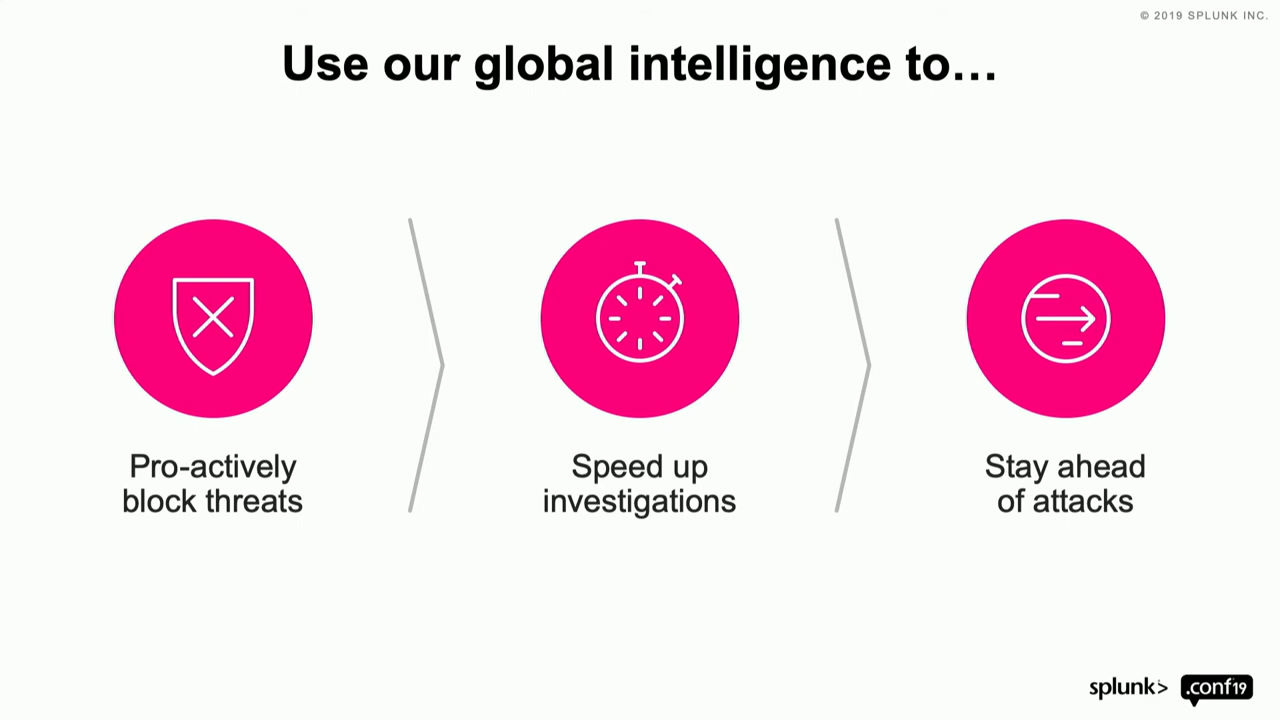 © 2019 SPLUNK INC.
Use our global intelligence to…
Pro-actively
block threats
Speed up
investigations
Stay ahead
of attacks
splunk> .conf19